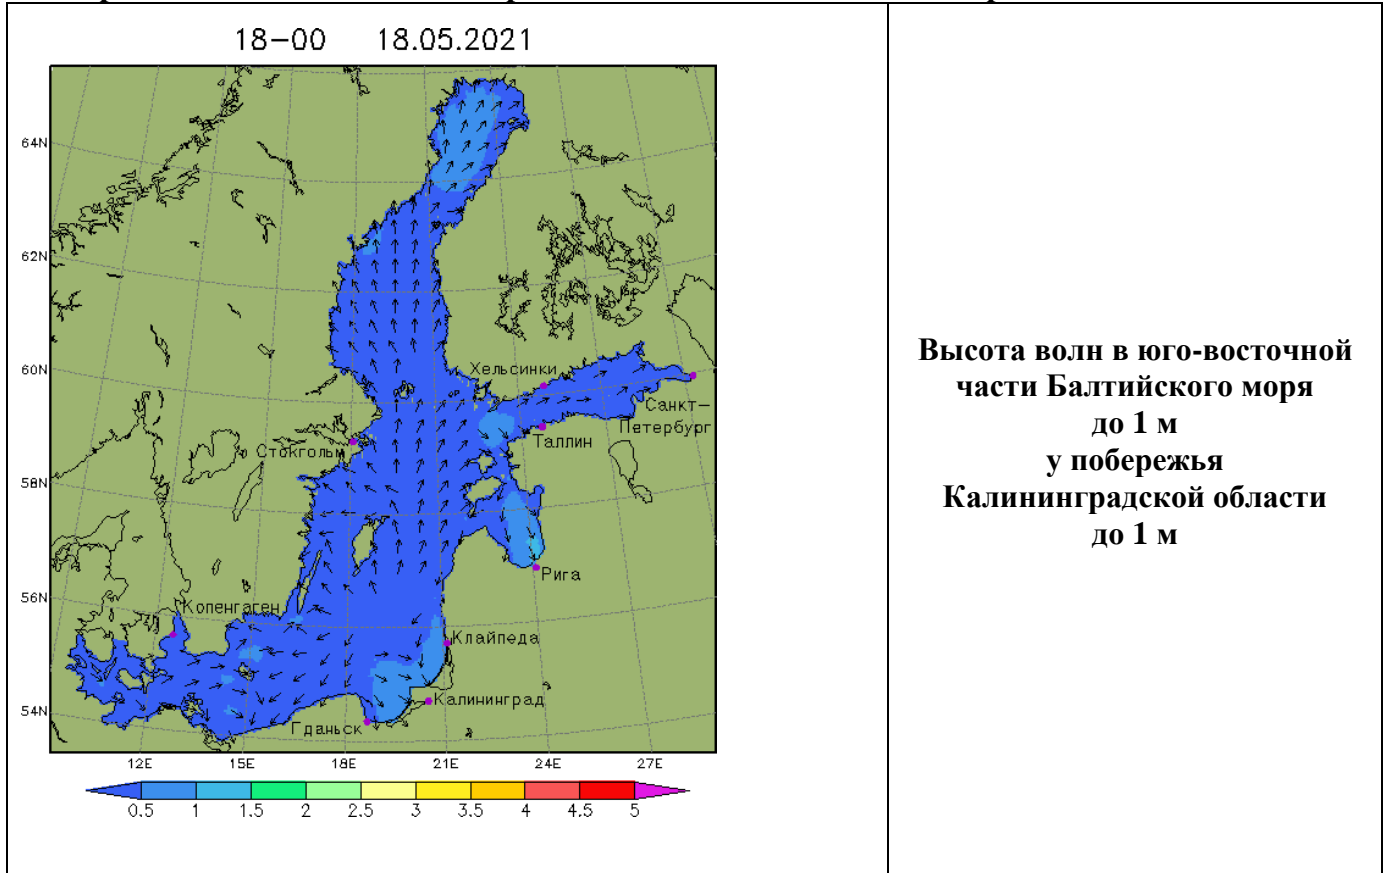 18-00 18.05.2021
64N
62N
60N
58N
56N
54N
Хельсинки
Санкт-
Петербург
Таллин
Стокгольм
Рига
Копенгаген
Клайпеда
Калининград
Гданьск
12E 15E 18E 21E 24E 27E
0.5 1 1.5 2 2.5 3 3.5 4 4.5 5
Высота волн в юго-восточной
части Балтийского моря
до 1 м
у побережья
Калининградской области
до 1 м